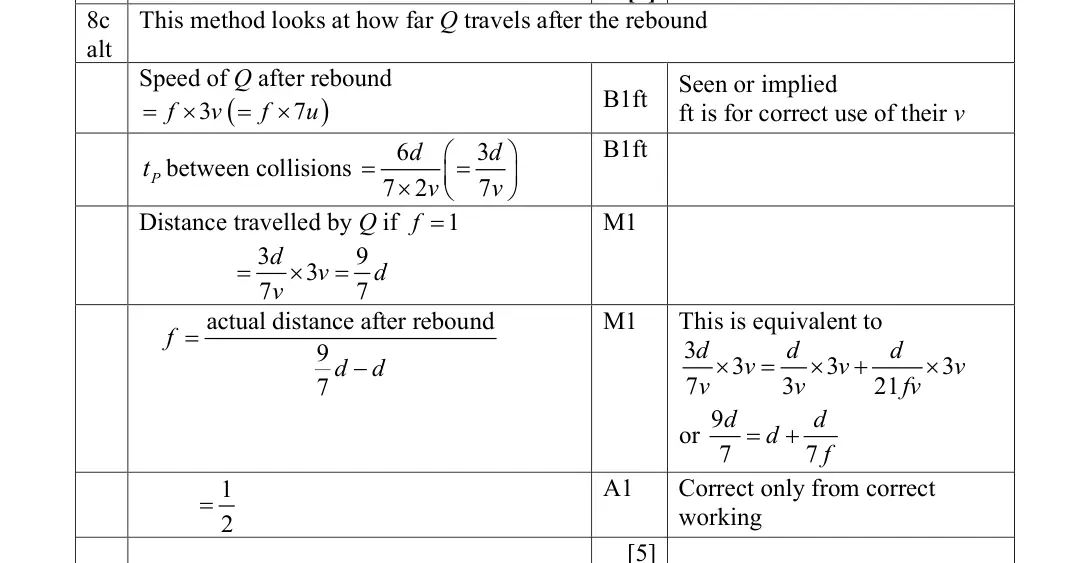 8c This method looks at how far Q travels after the rebound
alt
Speed of Q after rebound
= f × 3v (= f × 7u)
B1ft
Seen or implied
ft is for correct use of their v
t_P between collisions = 6d/(7 × 2v) (= 3d/7v)
B1ft
Distance travelled by Q if f = 1
M1
= 3d/7v × 3v = 9/7 d
f = actual distance after rebound / (9/7 d − d)
M1
This is equivalent to
3d/7v × 3v = d/3v × 3v + d/21fv × 3v
or 9d/7 = d + d/7f
= 1/2
A1
Correct only from correct
working
[5]